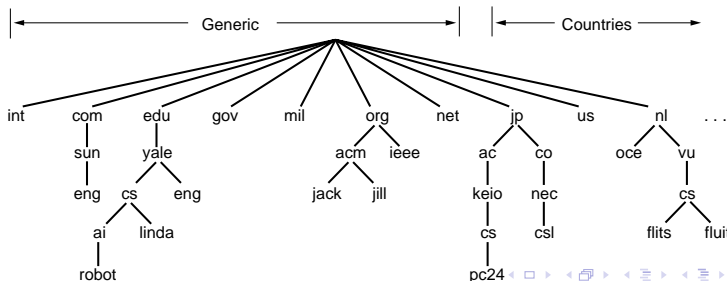 Generic Countries
int com edu gov mil org net jp us nl . . .
sun yale acm ieee ac co oce vu
eng cs eng jack jill keio nec cs
ai linda cs csl flits
robot pc24